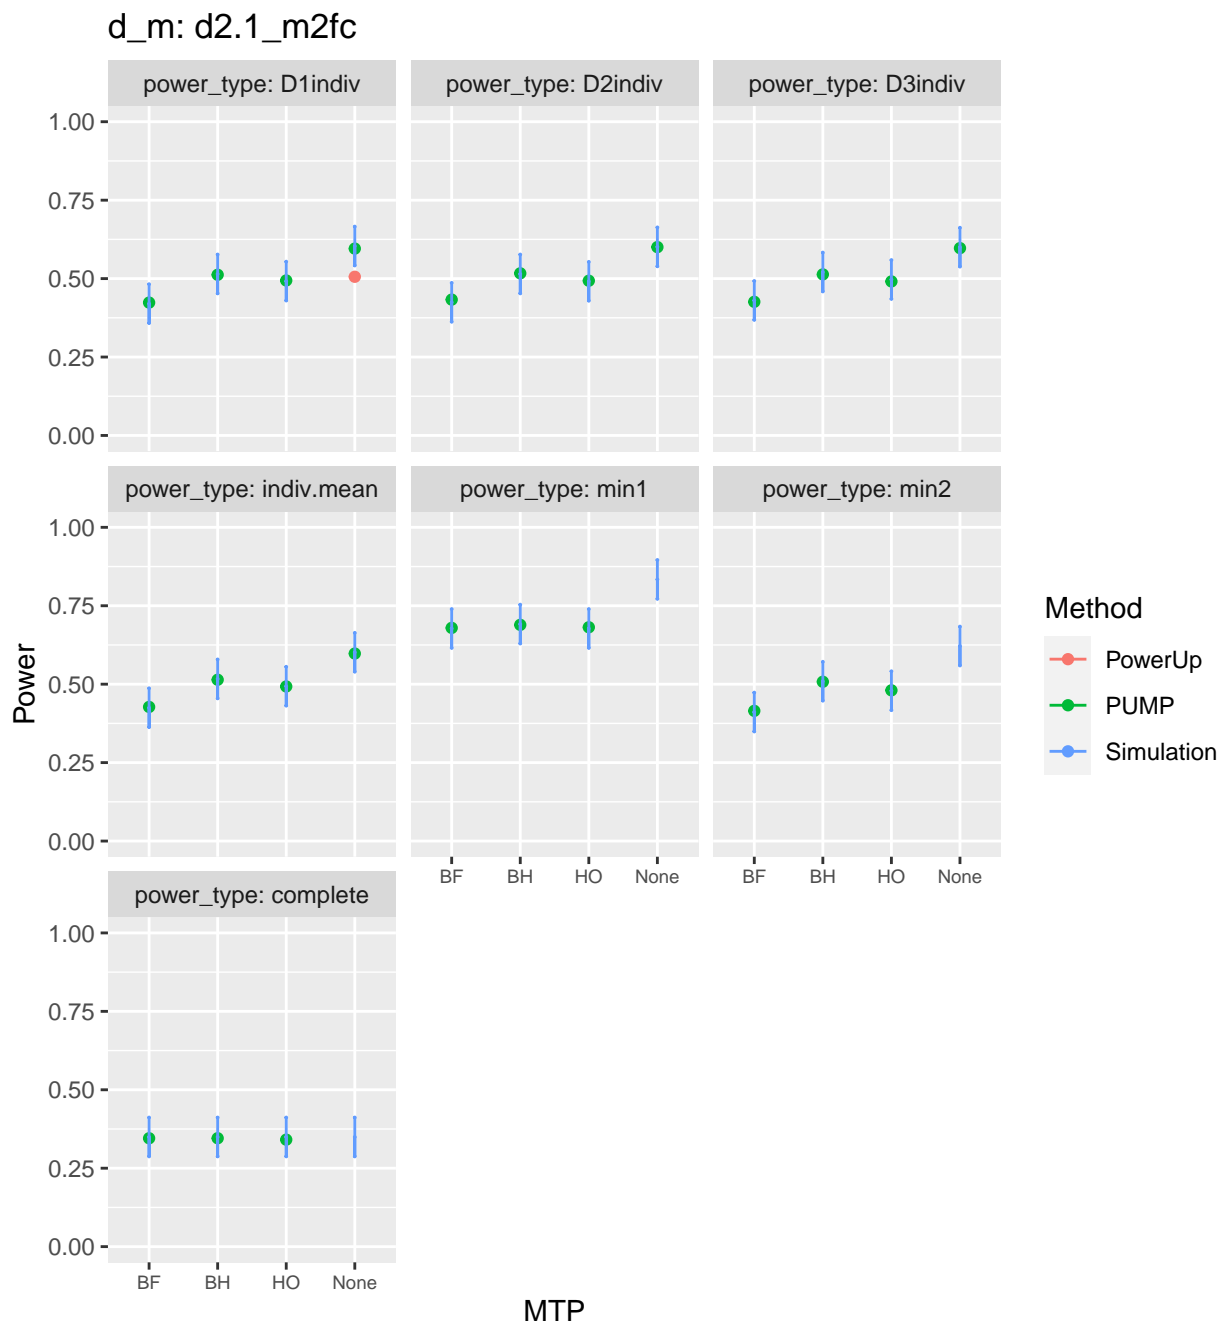 d_m: d2.1_m2fc
power_type: D1indiv
power_type: D2indiv
power_type: D3indiv
1.00
0.75
0.50
0.25
0.00
power_type: indiv.mean
power_type: min1
power_type: min2
1.00
0.75
0.50
0.25
0.00
BF BH HO None
BF BH HO None
power_type: complete
1.00
0.75
0.50
0.25
0.00
BF BH HO None
Power
MTP
Method
PowerUp
PUMP
Simulation